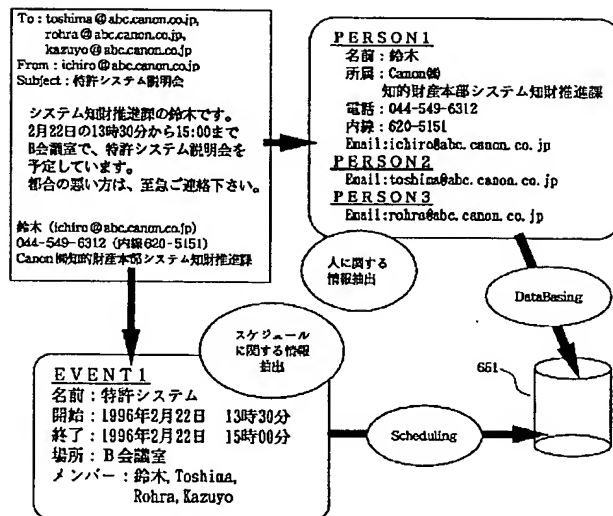 To : toshima@abc.canon.co.jp,
rohra@abc.canon.co.jp,
kazuyo@abc.canon.co.jp
From : ichiro@abc.canon.co.jp
Subject : 特許システム説明会
システム知財推進課の鈴木です。
2月22日の13時30分から15:00まで
B会議室で、特許システム説明会を
予定しています。
都合の悪い方は、至急ご連絡下さい。
鈴木 (ichiro@abc.canon.co.jp)
044-549-6312 (内線620-5151)
Canon㈱知的財産本部システム知財推進課
PERSON1
名前：鈴木
所属：Canon㈱
知的財産本部システム知財推進課
電話：044-549-6312
内線：620-5151
Email:ichiro@abc.canon.co.jp
PERSON2
Email:toshima@abc.canon.co.jp
PERSON3
Email:rohra@abc.canon.co.jp
人に関する
情報抽出
DataBasing
スケジュール
に関する情報
抽出
651
EVENT1
名前：特許システム
開始：1996年2月22日 13時30分
終了：1996年2月22日 15時00分
場所：B会議室
メンバー：鈴木, Toshima,
Rohra, Kazuyo
Scheduling